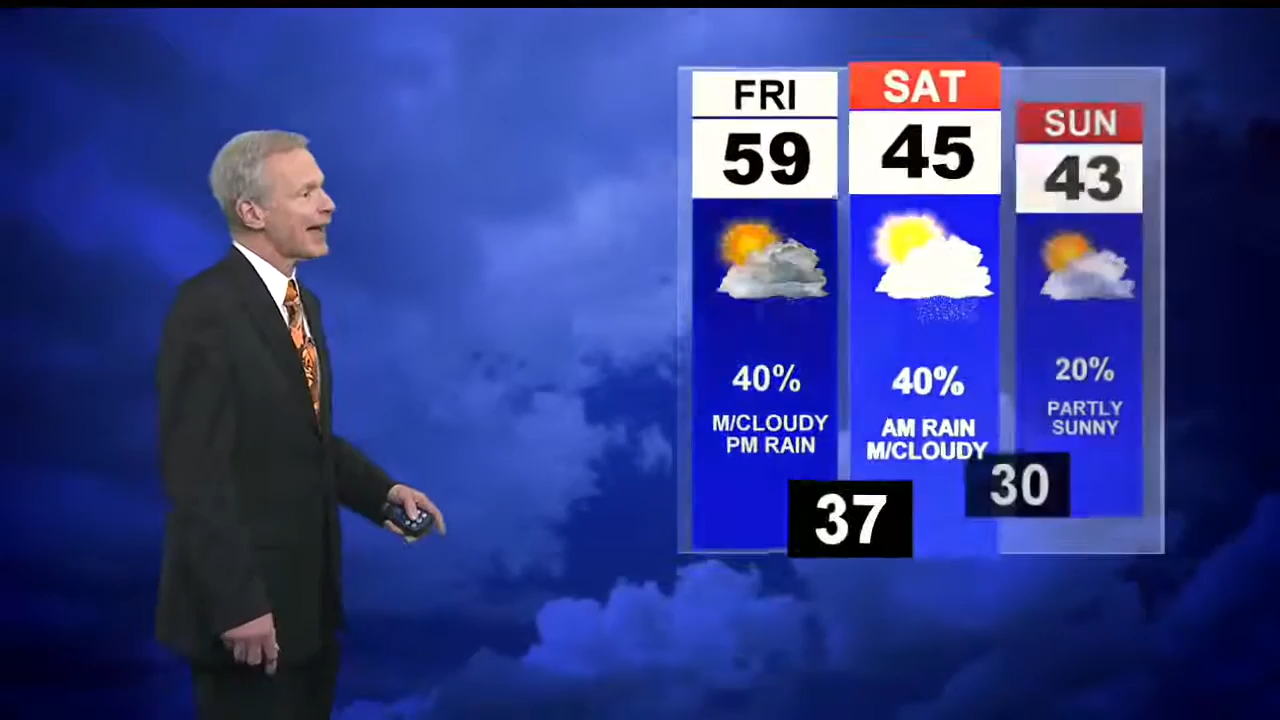 FRI
59
40%
M/CLOUDY
PM RAIN
37
SAT
45
40%
AM RAIN
M/CLOUDY
30
SUN
43
20%
PARTLY
SUNNY